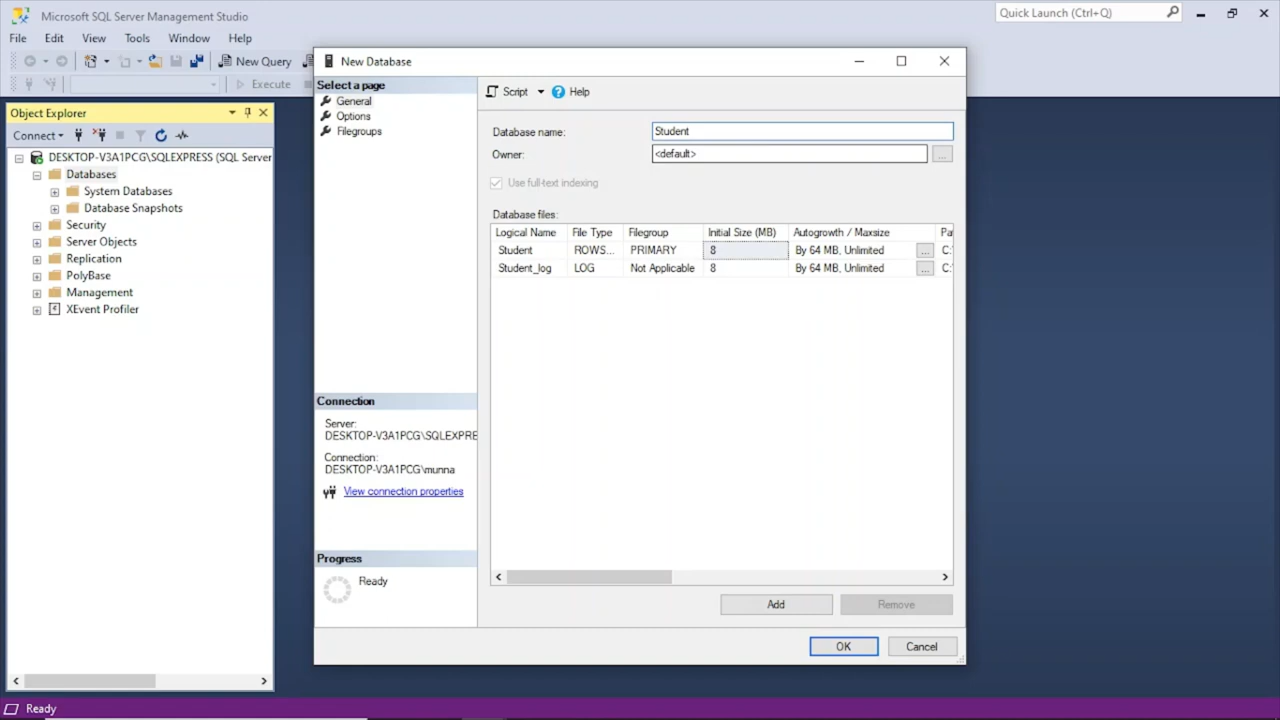 Microsoft SQL Server Management Studio
Quick Launch (Ctrl+Q)
File Edit View Tools Window Help
New Query
Execute
Object Explorer
Connect
DESKTOP-V3A1PCG\SQLEXPRESS (SQL Server
Databases
System Databases
Database Snapshots
Security
Server Objects
Replication
PolyBase
Management
XEvent Profiler
New Database
Select a page
General
Options
Filegroups
Connection
Server:
DESKTOP-V3A1PCG\SQLEXPRE
Connection:
DESKTOP-V3A1PCG\munna
View connection properties
Progress
Ready
Script Help
Database name: Student
Owner: <default> ...
Use full-text indexing
Database files:
Logical Name File Type Filegroup Initial Size (MB) Autogrowth / Maxsize Pa
Student ROWS... PRIMARY 8 By 64 MB, Unlimited ... C:
Student_log LOG Not Applicable 8 By 64 MB, Unlimited ... C:
Add Remove
OK Cancel
Ready